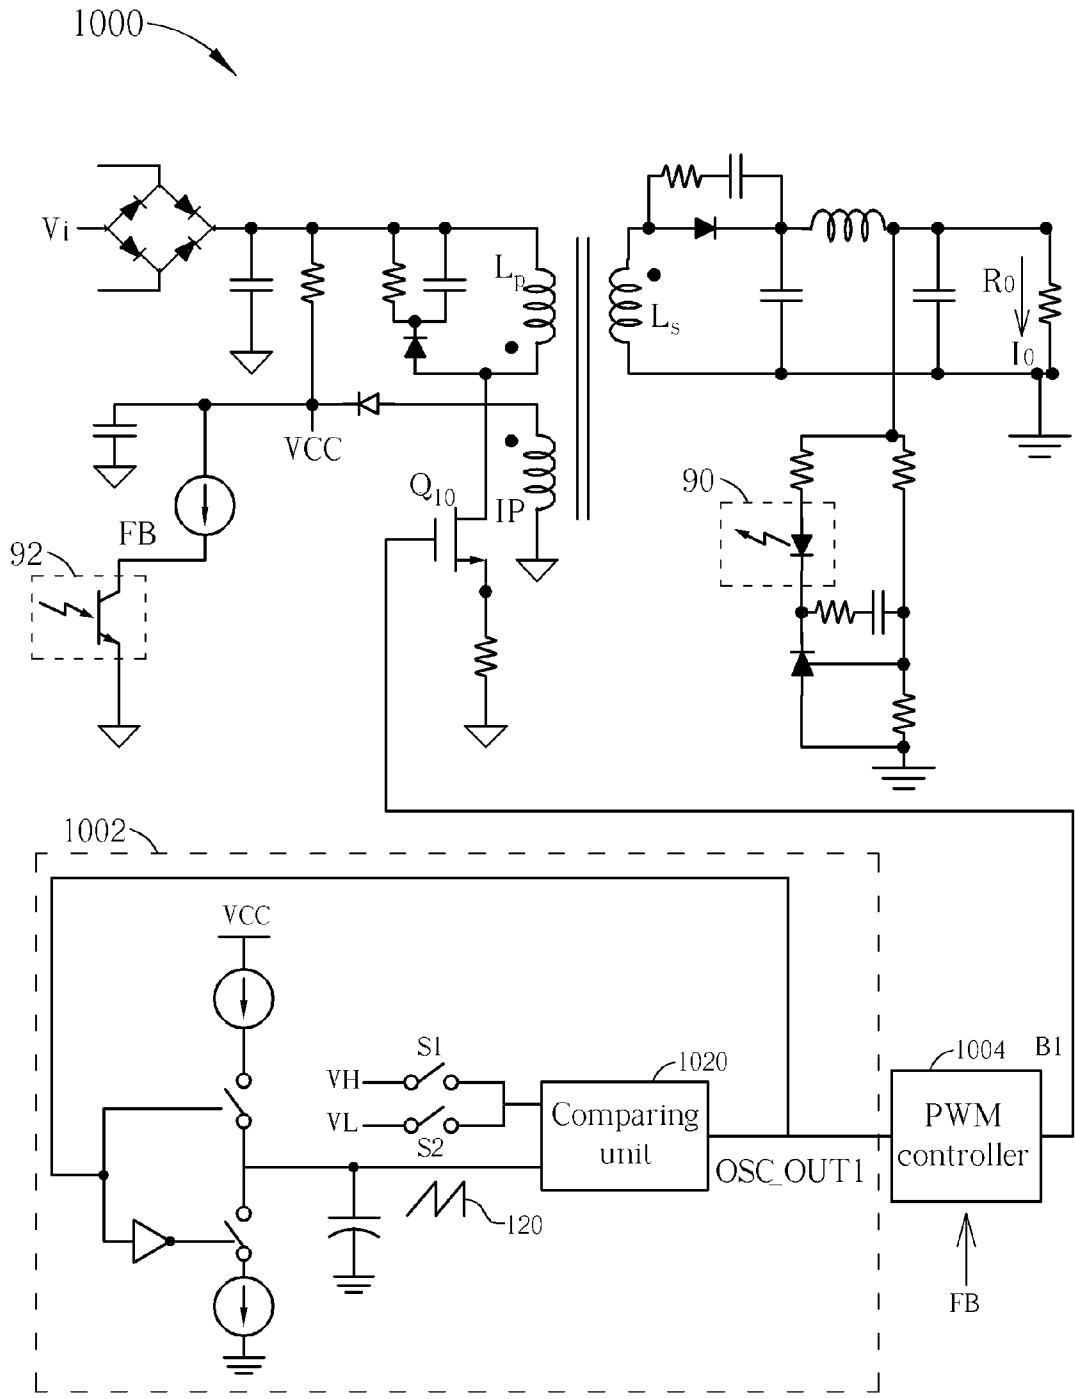 1000
Vi
Lp
Ls
R0
I0
VCC
Q10
IP
90
FB
92
1002
VCC
S1
VH
VL
S2
1020
Comparing
unit
OSC_OUT1
120
1004
B1
PWM
controller
FB